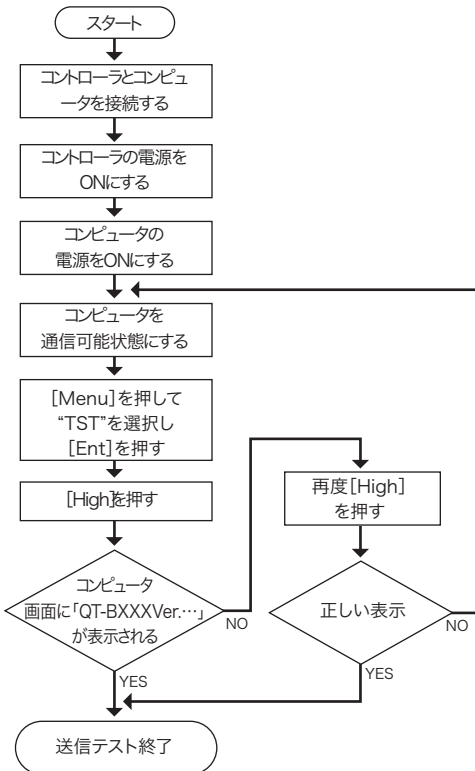 スタート
コントローラとコンピュ
ータを接続する
コントローラの電源を
ONにする
コンピュータの
電源をONにする
コンピュータを
通信可能状態にする
[Menu]を押して
“TST”を選択し
[Ent]を押す
[High]を押す
コンピュータ
画面に「QT-BXXXVer.…」
が表示される
NO
YES
再度[High]
を押す
正しい表示
NO
YES
送信テスト終了